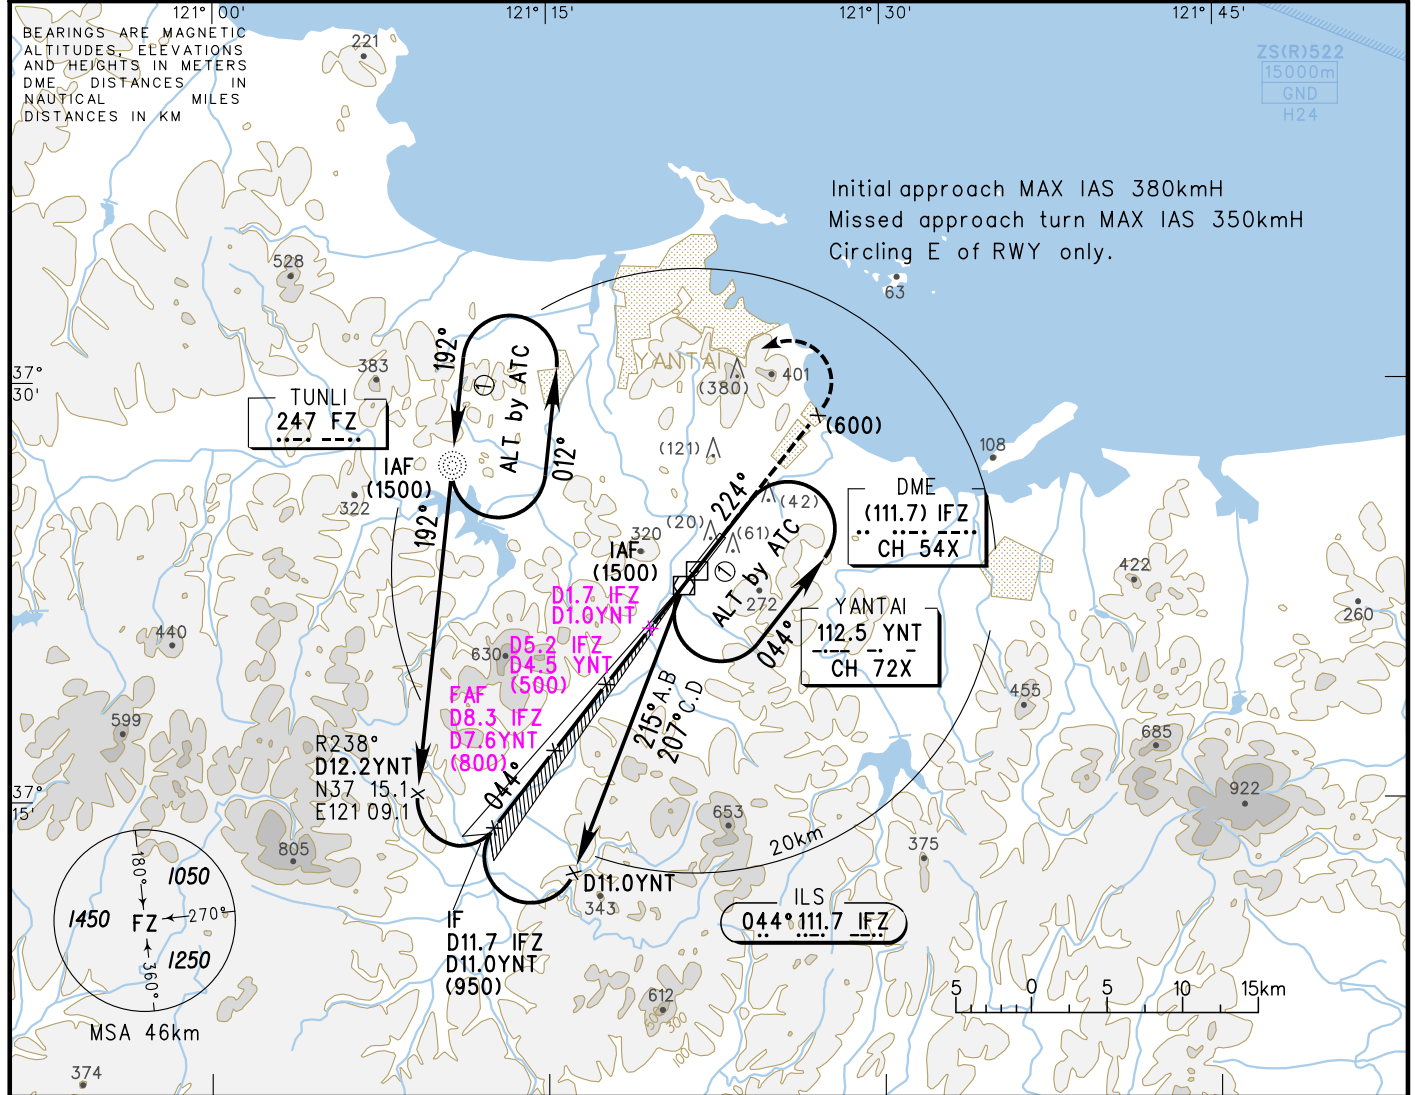 121° 00'
121° 15'
121° 30'
121° 45'
BEARINGS ARE MAGNETIC
ALTITUDES, ELEVATIONS
AND HEIGHTS IN METERS
DME DISTANCES IN
NAUTICAL MILES
DISTANCES IN KM
221
ZS(R)522
15000m
GND
H24
Initial approach MAX IAS 380kmH
Missed approach turn MAX IAS 350kmH
Circling E of RWY only.
528
63
192°
ALT by ATC
1
012°
383
YANTAI
(380)
401
37°
30'
TUNLI
247 FZ
(600)
IAF
(1500)
(121)
108
322
192°
224°
(42)
DME
(111.7) IFZ
CH 54X
(20)
(61)
320
IAF
(1500)
1
ALT by ATC
272
044°
422
260
D1.7 IFZ
D1.0YNT
YANTAI
112.5 YNT
CH 72X
440
630
D5.2 IFZ
D4.5 YNT
(500)
215°A.B
207°C.D
455
FAF
D8.3 IFZ
D7.6YNT
(800)
599
685
R238°
D12.2YNT
N37 15.1
E121 09.1
044°
37°
15'
922
653
20km
375
805
D11.0YNT
343
180°
1050
1450
FZ
270°
1250
360°
MSA 46km
ILS
044° 111.7 IFZ
IF
D11.7 IFZ
D11.0YNT
(950)
612
500
300
100
5 0 5 10 15km
374